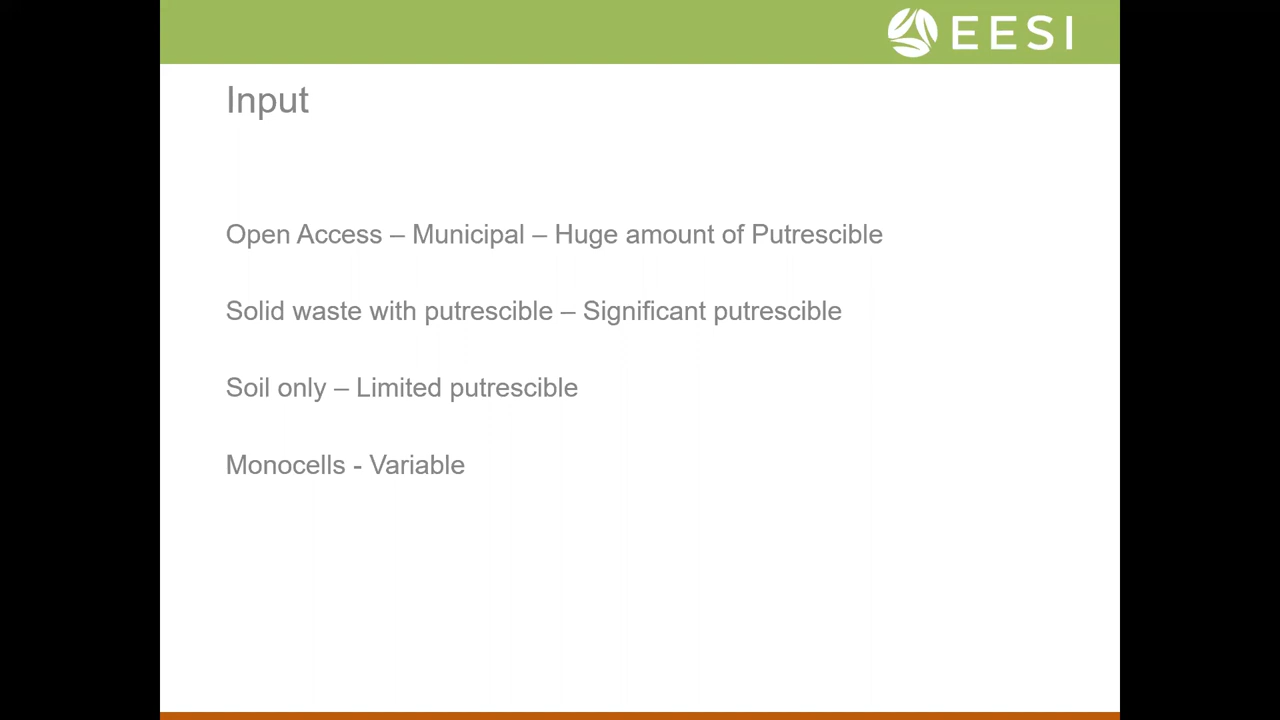 EESI
Input
Open Access – Municipal – Huge amount of Putrescible
Solid waste with putrescible – Significant putrescible
Soil only – Limited putrescible
Monocells - Variable